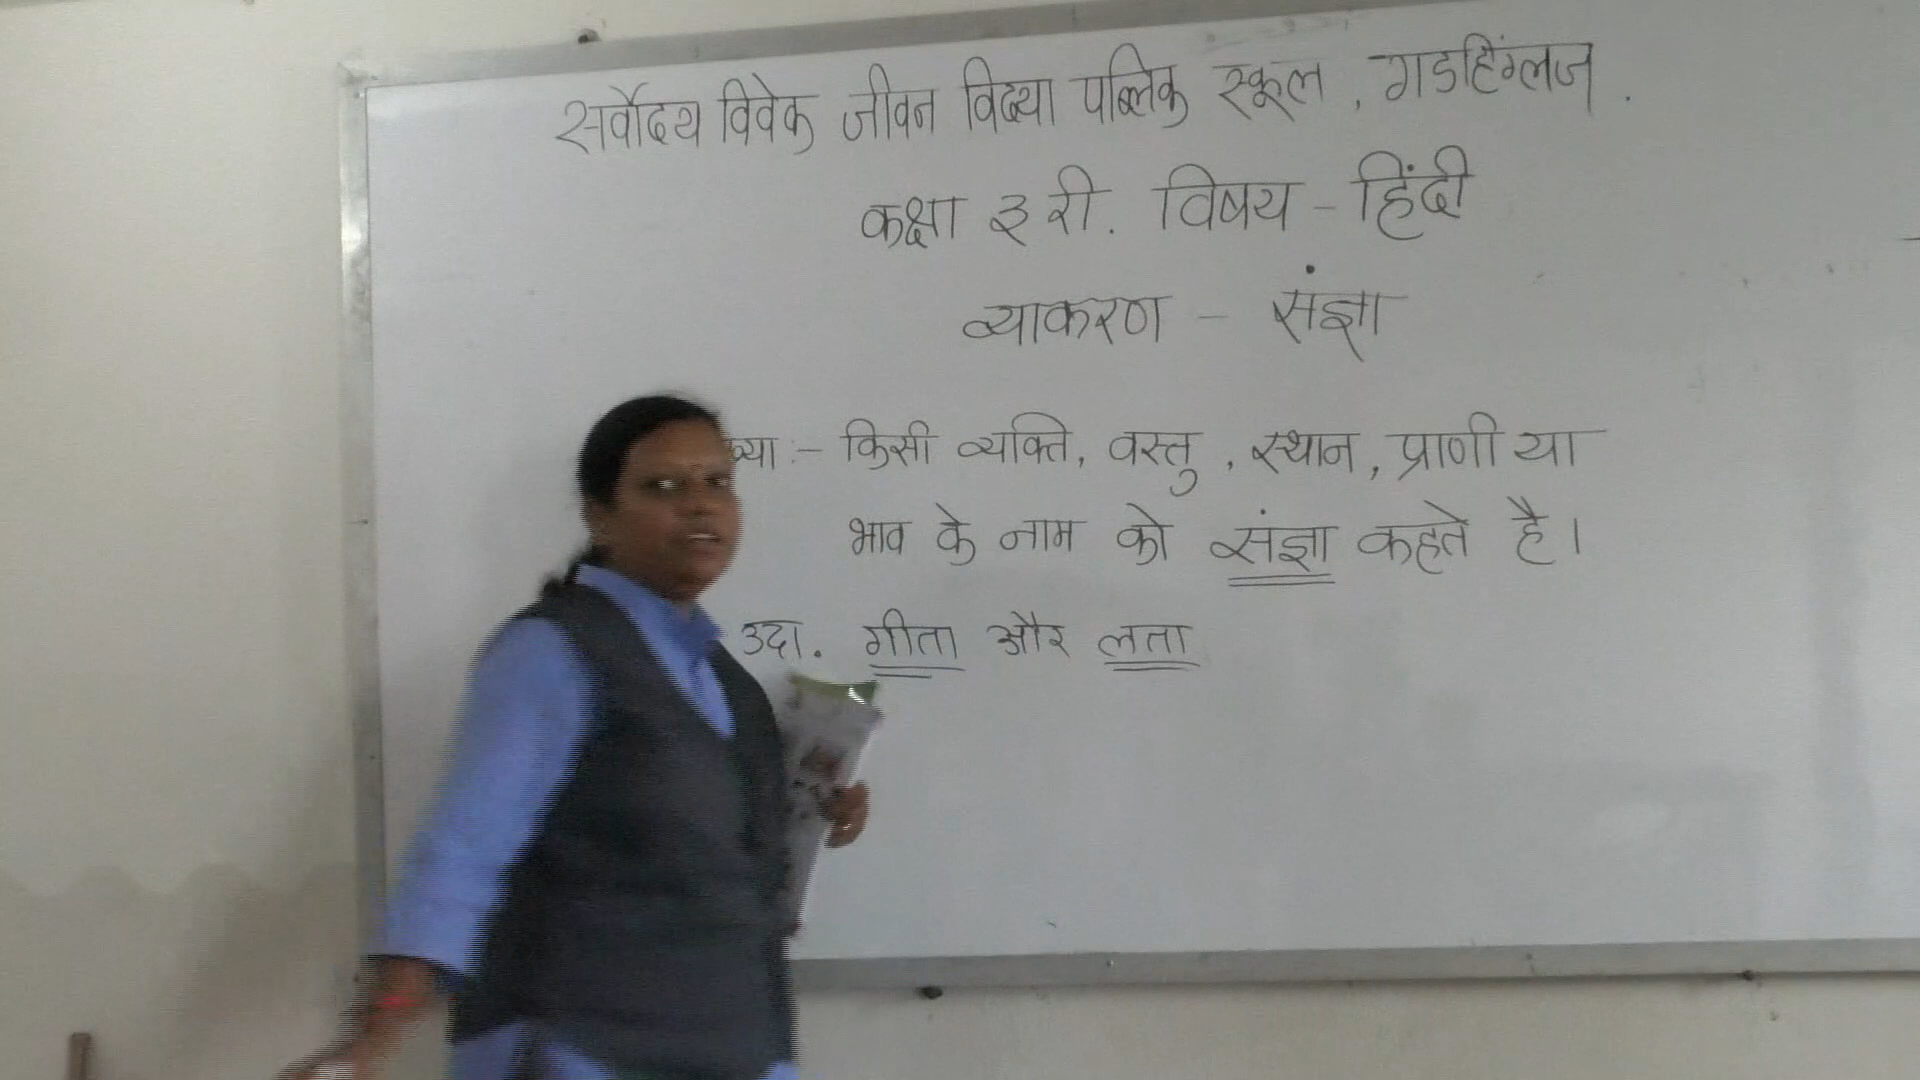 सर्वोदय विवेक जीवन विद्या पब्लिक स्कूल, गडहिंग्लज.
कक्षा ३ री. विषय - हिंदी
व्याकरण - संज्ञा
किसी व्यक्ति, वस्तु, स्थान, प्राणी या
भाव के नाम को संज्ञा कहते है।
उदा. गीता और लता